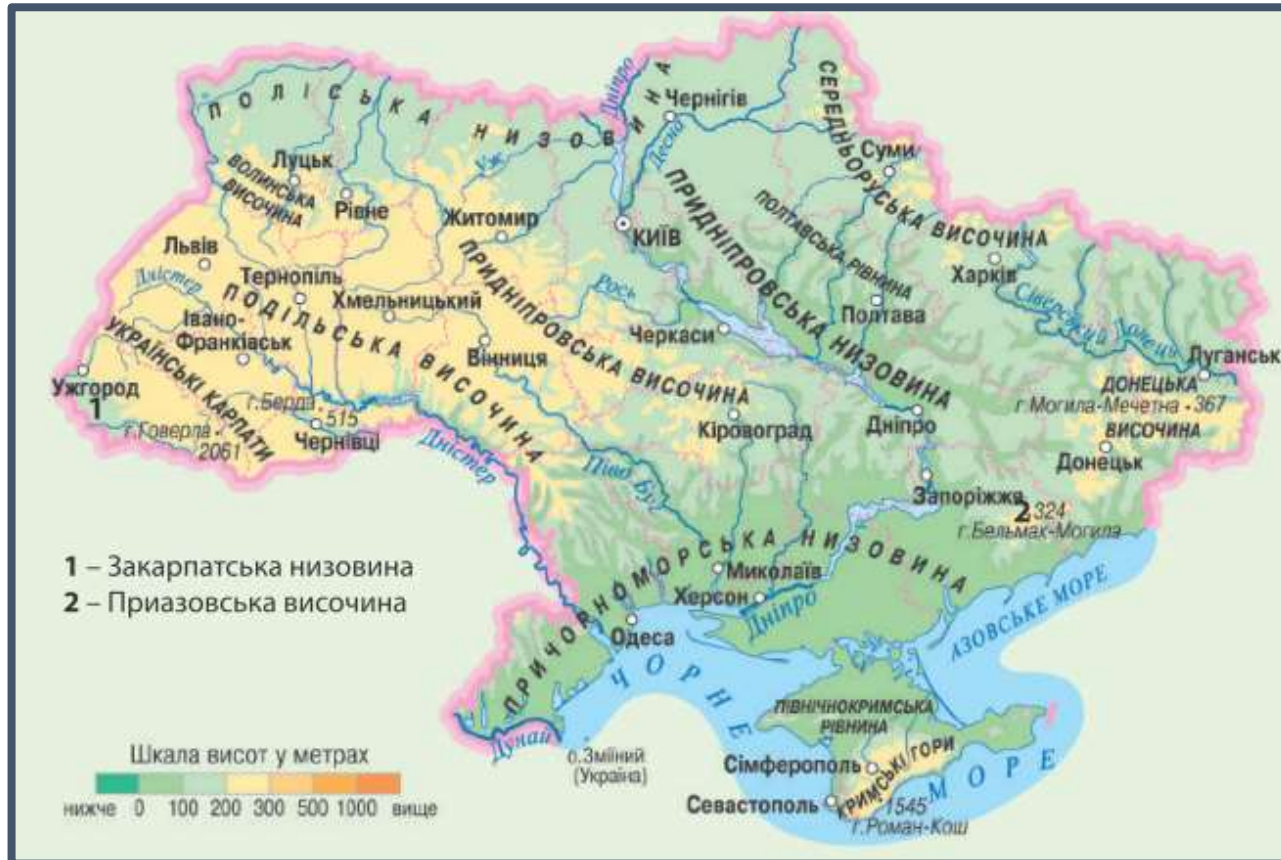 ПОЛІСЬКА НИЗОВИНА
Дніпро
Чернігів
Десна
СЕРЕДНЬОРУСЬКА ВИСОЧИНА
Суми
Уж
Луцьк
ВОЛИНСЬКА
ВИСОЧИНА
Рівне
Житомир
КИЇВ
ПРИДНІПРОВСЬКА НИЗОВИНА
ПОЛТАВСЬКА РІВНИНА
Харків
Львів
Дністер
Тернопіль
Хмельницький
ПРИДНІПРОВСЬКА ВИСОЧИНА
Рось
Черкаси
Полтава
Сіверський Донець
ПОДІЛЬСЬКА ВИСОЧИНА
Івано-
Франківськ
Вінниця
УКРАЇНСЬКІ КАРПАТИ
Ужгород
1
г.Берда
515
Чернівці
г.Говерла
2061
Кіровоград
Дніпро
Луганськ
ДОНЕЦЬКА
г.Могила-Мечетна 367
ВИСОЧИНА
Донецьк
Дністер
Півд Буг
Запоріжжя
2
324
г.Бельмак-Могила
1 – Закарпатська низовина
2 – Приазовська височина
ПРИЧОРНОМОРСЬКА НИЗОВИНА
Миколаїв
Херсон
Дніпро
Одеса
АЗОВСЬКЕ МОРЕ
ЧОРНЕ МОРЕ
Дунай
о.Зміїний
(Україна)
ПІВНІЧНОКРИМСЬКА
РІВНИНА
Сімферополь
КРИМСЬКІ ГОРИ
Севастополь
1545
г.Роман-Кош
Шкала висот у метрах
нижче 0 100 200 300 500 1000 вище